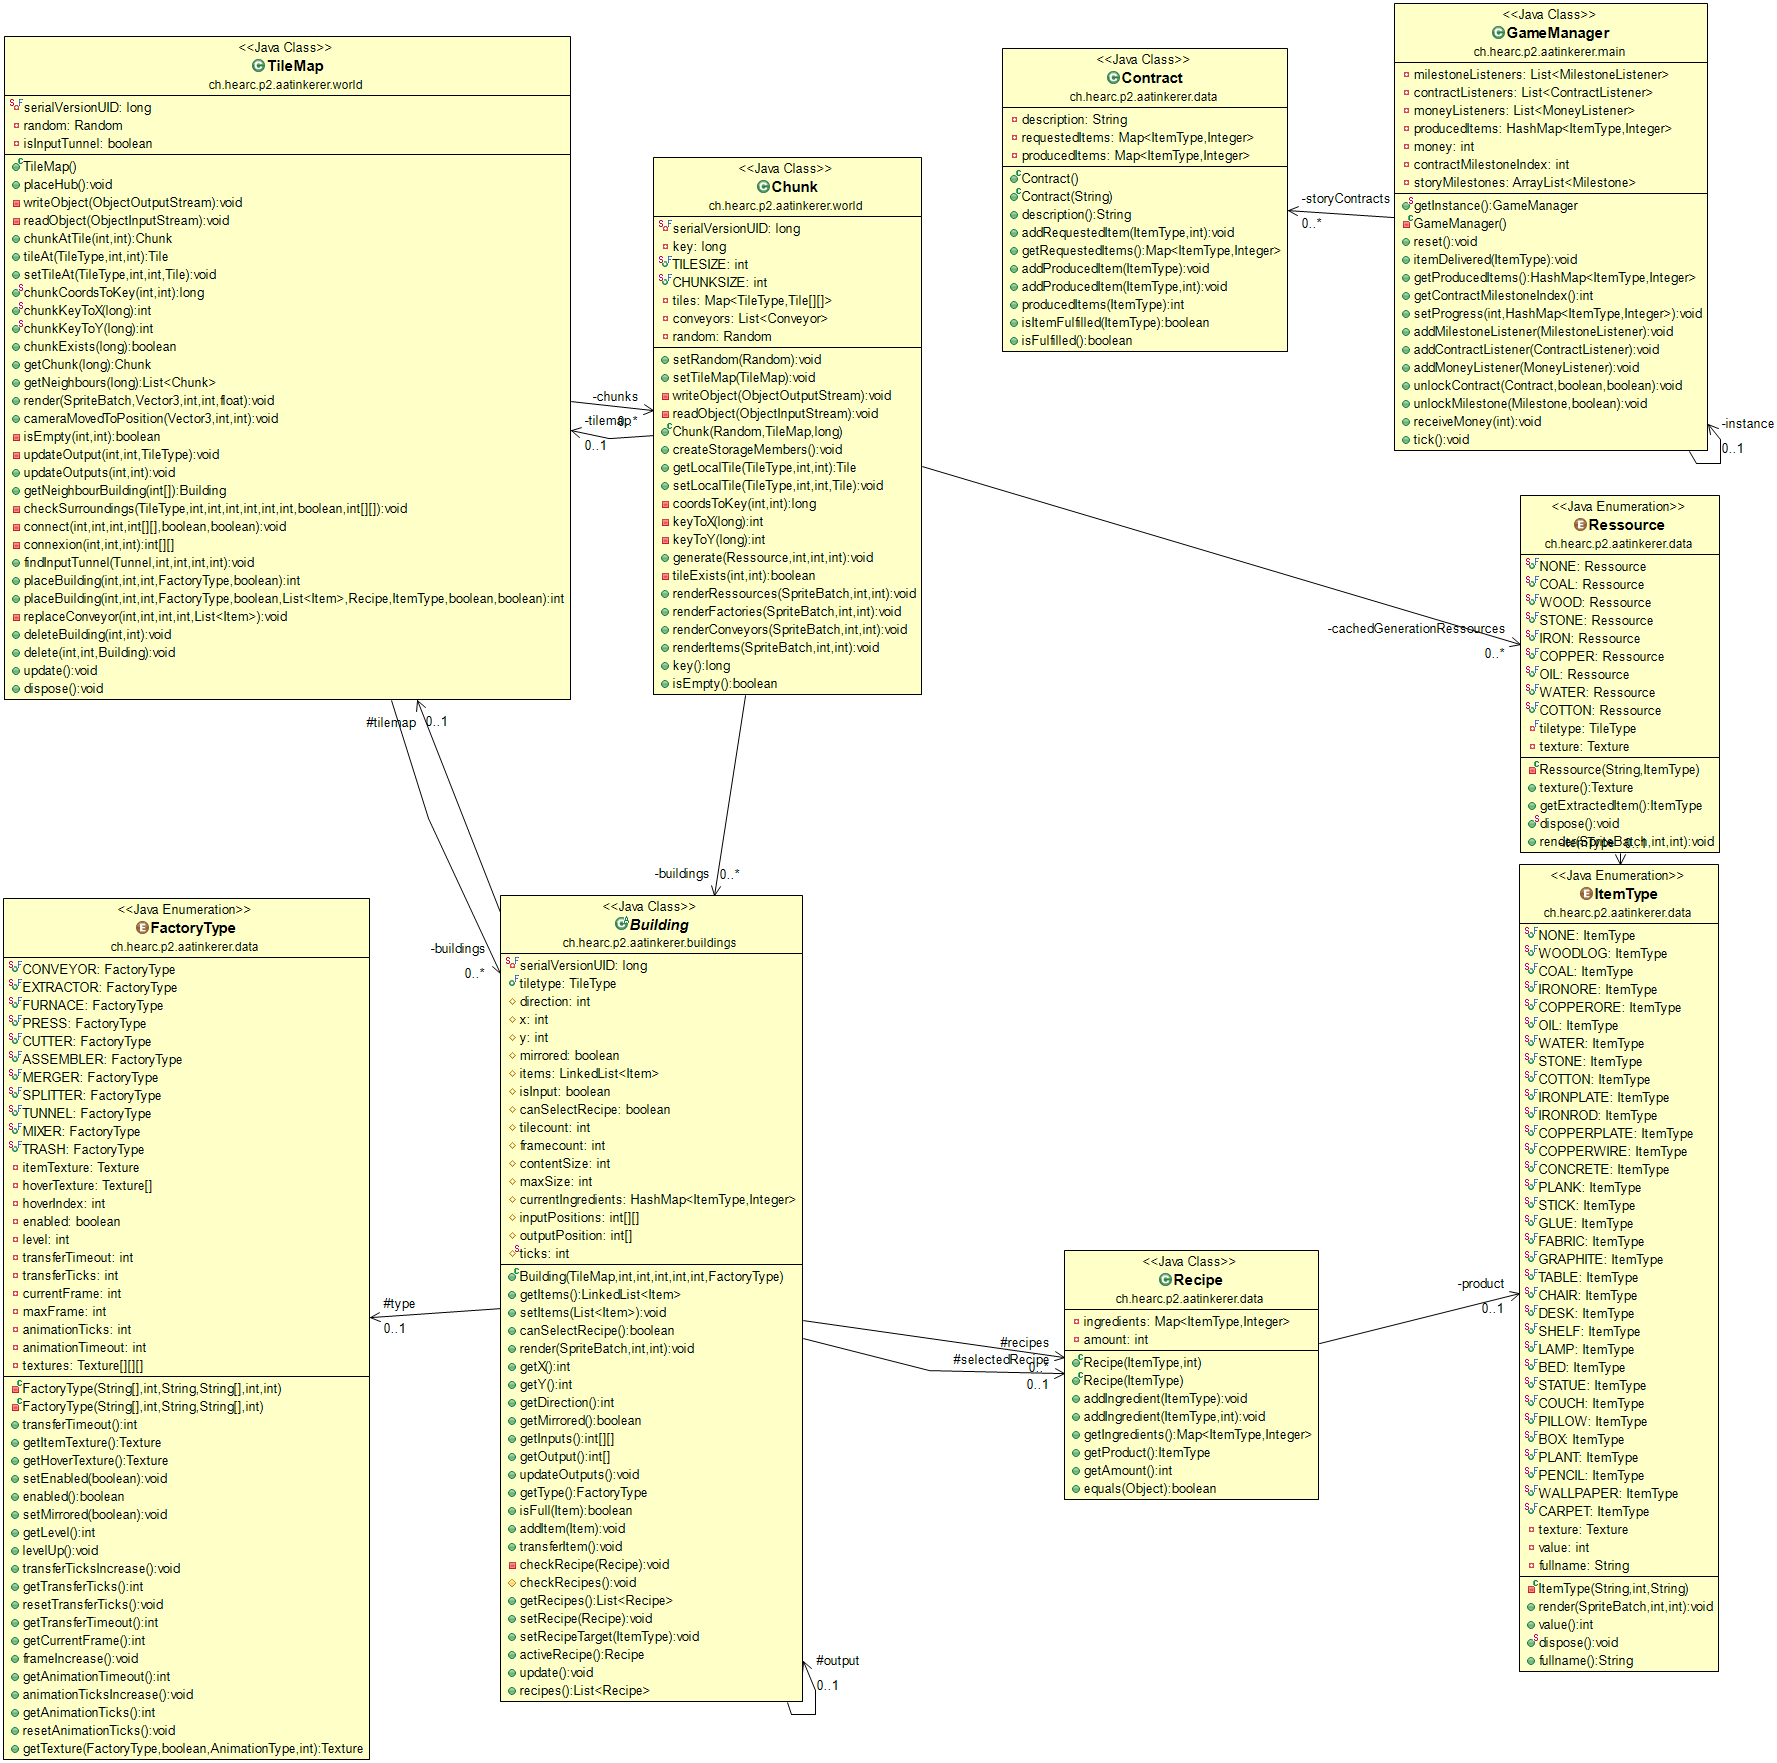 <<Java Class>>
TileMap
ch.hearc.p2.aatinkerer.world
serialVersionUID: long
random: Random
isInputTunnel: boolean
TileMap()
placeHub():void
writeObject(ObjectOutputStream):void
readObject(ObjectInputStream):void
chunkAtTile(int,int):Chunk
tileAt(TileType,int,int):Tile
setTileAt(TileType,int,int,Tile):void
chunkCoordsToKey(int,int):long
chunkKeyToX(long):int
chunkKeyToY(long):int
chunkExists(long):boolean
getChunk(long):Chunk
getNeighbours(long):List<Chunk>
render(SpriteBatch,Vector3,int,int,float):void
cameraMovedToPosition(Vector3,int,int):void
isEmpty(int,int):boolean
updateOutput(int,int,TileType):void
updateOutputs(int,int):void
getNeighbourBuilding(int[]):Building
checkSurroundings(TileType,int,int,int,int,int,int,boolean,int[][]):void
connect(int,int,int,int[][],boolean,boolean):void
connexion(int,int,int):int[][]
findInputTunnel(Tunnel,int,int,int,int):void
placeBuilding(int,int,int,FactoryType,boolean):int
placeBuilding(int,int,int,FactoryType,boolean,List<Item>,Recipe,ItemType,boolean,boolean):int
replaceConveyor(int,int,int,int,List<Item>):void
deleteBuilding(int,int):void
delete(int,int,Building):void
update():void
dispose():void
-chunks
0..*
-tilemap
0..1
<<Java Class>>
Chunk
ch.hearc.p2.aatinkerer.world
serialVersionUID: long
key: long
TILESIZE: int
CHUNKSIZE: int
tiles: Map<TileType,Tile[][]>
conveyors: List<Conveyor>
random: Random
setRandom(Random):void
setTileMap(TileMap):void
writeObject(ObjectOutputStream):void
readObject(ObjectInputStream):void
Chunk(Random,TileMap,long)
createStorageMembers():void
getLocalTile(TileType,int,int):Tile
setLocalTile(TileType,int,int,Tile):void
coordsToKey(int,int):long
keyToX(long):int
keyToY(long):int
generate(Ressource,int,int,int):void
tileExists(int,int):boolean
renderRessources(SpriteBatch,int,int):void
renderFactories(SpriteBatch,int,int):void
renderConveyors(SpriteBatch,int,int):void
renderItems(SpriteBatch,int,int):void
key():long
isEmpty():boolean
<<Java Class>>
Contract
ch.hearc.p2.aatinkerer.data
description: String
requestedItems: Map<ItemType,Integer>
producedItems: Map<ItemType,Integer>
Contract()
Contract(String)
description():String
addRequestedItem(ItemType,int):void
getRequestedItems():Map<ItemType,Integer>
addProducedItem(ItemType):void
addProducedItem(ItemType,int):void
producedItems(ItemType):int
isItemFulfilled(ItemType):boolean
isFulfilled():boolean
-storyContracts
0..*
<<Java Class>>
GameManager
ch.hearc.p2.aatinkerer.main
milestoneListeners: List<MilestoneListener>
contractListeners: List<ContractListener>
moneyListeners: List<MoneyListener>
producedItems: HashMap<ItemType,Integer>
money: int
contractMilestoneIndex: int
storyMilestones: ArrayList<Milestone>
getInstance():GameManager
GameManager()
reset():void
itemDelivered(ItemType):void
getProducedItems():HashMap<ItemType,Integer>
getContractMilestoneIndex():int
setProgress(int,HashMap<ItemType,Integer>):void
addMilestoneListener(MilestoneListener):void
addContractListener(ContractListener):void
addMoneyListener(MoneyListener):void
unlockContract(Contract,boolean,boolean):void
unlockMilestone(Milestone,boolean):void
receiveMoney(int):void
tick():void
-instance
0..1
-cachedGenerationRessources
0..*
<<Java Enumeration>>
Ressource
ch.hearc.p2.aatinkerer.data
NONE: Ressource
COAL: Ressource
WOOD: Ressource
STONE: Ressource
IRON: Ressource
COPPER: Ressource
OIL: Ressource
WATER: Ressource
COTTON: Ressource
tiletype: TileType
texture: Texture
Ressource(String,ItemType)
texture():Texture
getExtractedItem():ItemType
dispose():void
render(SpriteBatch,int,int):void
-itemType
0..1
#tilemap
0..1
-buildings
0..*
-buildings
0..*
<<Java Enumeration>>
FactoryType
ch.hearc.p2.aatinkerer.data
CONVEYOR: FactoryType
EXTRACTOR: FactoryType
FURNACE: FactoryType
PRESS: FactoryType
CUTTER: FactoryType
ASSEMBLER: FactoryType
MERGER: FactoryType
SPLITTER: FactoryType
TUNNEL: FactoryType
MIXER: FactoryType
TRASH: FactoryType
itemTexture: Texture
hoverTexture: Texture[]
hoverIndex: int
enabled: boolean
level: int
transferTimeout: int
transferTicks: int
currentFrame: int
maxFrame: int
animationTicks: int
animationTimeout: int
textures: Texture[][][]
FactoryType(String[],int,String,String[],int,int)
FactoryType(String[],int,String,String[],int)
transferTimeout():int
getItemTexture():Texture
getHoverTexture():Texture
setEnabled(boolean):void
enabled():boolean
setMirrored(boolean):void
getLevel():int
levelUp():void
transferTicksIncrease():void
getTransferTicks():int
resetTransferTicks():void
getTransferTimeout():int
getCurrentFrame():int
frameIncrease():void
getAnimationTimeout():int
animationTicksIncrease():void
getAnimationTicks():int
resetAnimationTicks():void
getTexture(FactoryType,boolean,AnimationType,int):Texture
#type
0..1
<<Java Class>>
Building
ch.hearc.p2.aatinkerer.buildings
serialVersionUID: long
tiletype: TileType
direction: int
x: int
y: int
mirrored: boolean
items: LinkedList<Item>
isInput: boolean
canSelectRecipe: boolean
tilecount: int
framecount: int
contentSize: int
maxSize: int
currentIngredients: HashMap<ItemType,Integer>
inputPositions: int[][]
outputPosition: int[]
ticks: int
Building(TileMap,int,int,int,int,int,FactoryType)
getItems():LinkedList<Item>
setItems(List<Item>):void
canSelectRecipe():boolean
render(SpriteBatch,int,int):void
getX():int
getY():int
getDirection():int
getMirrored():boolean
getInputs():int[][]
getOutput():int[]
updateOutputs():void
getType():FactoryType
isFull(Item):boolean
addItem(Item):void
transferItem():void
checkRecipe(Recipe):void
checkRecipes():void
getRecipes():List<Recipe>
setRecipe(Recipe):void
setRecipeTarget(ItemType):void
activeRecipe():Recipe
update():void
recipes():List<Recipe>
#output
0..1
#recipes
0..*
#selectedRecipe
0..1
<<Java Class>>
Recipe
ch.hearc.p2.aatinkerer.data
ingredients: Map<ItemType,Integer>
amount: int
Recipe(ItemType,int)
Recipe(ItemType)
addIngredient(ItemType):void
addIngredient(ItemType,int):void
getIngredients():Map<ItemType,Integer>
getProduct():ItemType
getAmount():int
equals(Object):boolean
-product
0..1
<<Java Enumeration>>
ItemType
ch.hearc.p2.aatinkerer.data
NONE: ItemType
WOODLOG: ItemType
COAL: ItemType
IRONORE: ItemType
COPPERORE: ItemType
OIL: ItemType
WATER: ItemType
STONE: ItemType
COTTON: ItemType
IRONPLATE: ItemType
IRONROD: ItemType
COPPERPLATE: ItemType
COPPERWIRE: ItemType
CONCRETE: ItemType
PLANK: ItemType
STICK: ItemType
GLUE: ItemType
FABRIC: ItemType
GRAPHITE: ItemType
TABLE: ItemType
CHAIR: ItemType
DESK: ItemType
SHELF: ItemType
LAMP: ItemType
BED: ItemType
STATUE: ItemType
COUCH: ItemType
PILLOW: ItemType
BOX: ItemType
PLANT: ItemType
PENCIL: ItemType
WALLPAPER: ItemType
CARPET: ItemType
texture: Texture
value: int
fullname: String
ItemType(String,int,String)
render(SpriteBatch,int,int):void
value():int
dispose():void
fullname():String